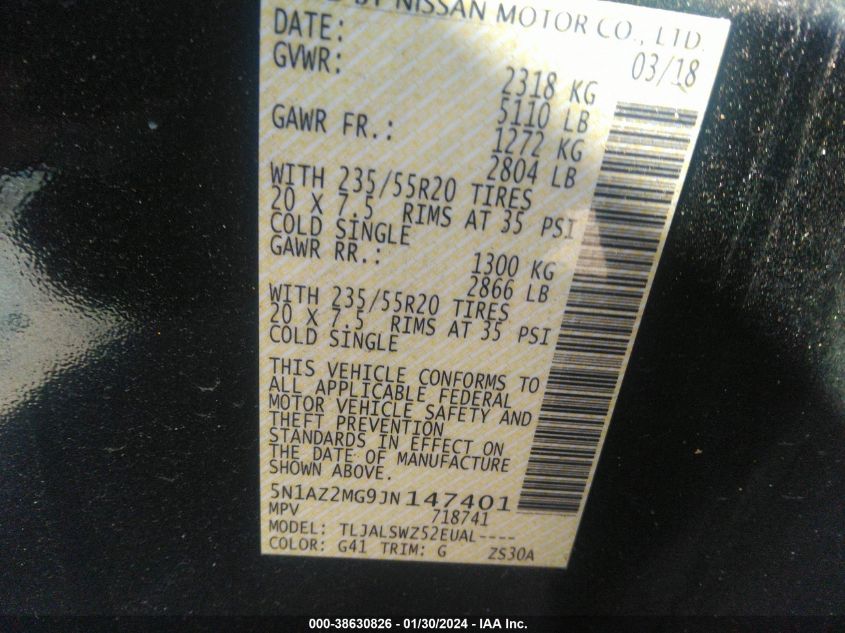 BY NISSAN MOTOR CO., LTD.
DATE: 03/18
GVWR: 2318 KG
5110 LB
GAWR FR.: 1272 KG
2804 LB
WITH 235/55R20 TIRES
20 X 7.5 RIMS AT 35 PSI
COLD SINGLE
GAWR RR.: 1300 KG
2866 LB
WITH 235/55R20 TIRES
20 X 7.5 RIMS AT 35 PSI
COLD SINGLE
THIS VEHICLE CONFORMS TO
ALL APPLICABLE FEDERAL
MOTOR VEHICLE SAFETY AND
THEFT PREVENTION
STANDARDS IN EFFECT ON
THE DATE OF MANUFACTURE
SHOWN ABOVE.
5N1AZ2MG9JN147401
MPV 718741
MODEL: TLJALSWZ52EUAL----
COLOR: G41 TRIM: G ZS30A
000-38630826 - 01/30/2024 - IAA Inc.